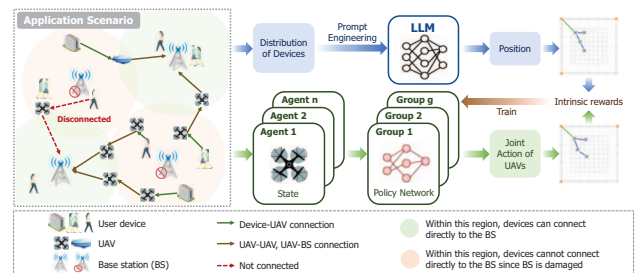 Application Scenario
Disconnected
Distribution
of Devices
Prompt
Engineering
LLM
Position
Agent n
Agent 2
Agent 1
State
Group g
Group 2
Group 1
Policy Network
Train
Intrinsic rewards
Joint
Action of
UAVs
User device
UAV
Base station (BS)
Device-UAV connection
UAV-UAV, UAV-BS connection
Not connected
Within this region, devices can connect
directly to the BS
Within this region, devices cannot connect
directly to the BS since BS is damaged